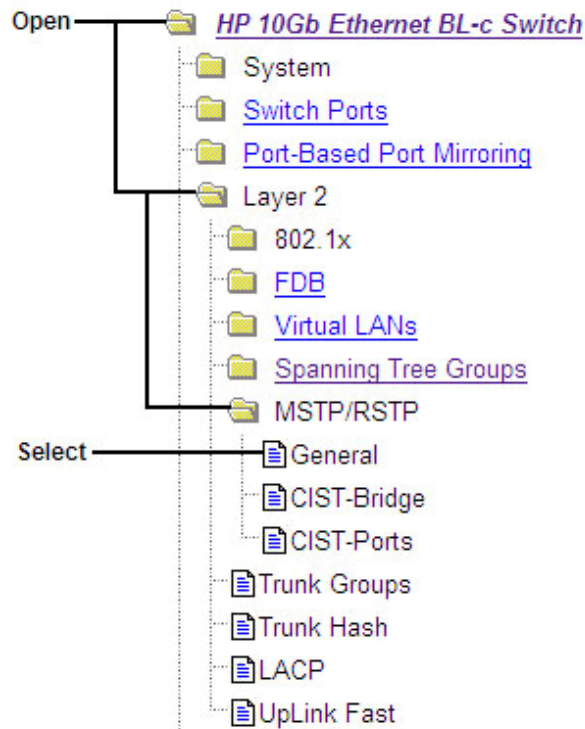 Open HP 10Gb Ethernet BL-c Switch
System
Switch Ports
Port-Based Port Mirroring
Layer 2
802.1x
FDB
Virtual LANs
Spanning Tree Groups
MSTP/RSTP
Select General
CIST-Bridge
CIST-Ports
Trunk Groups
Trunk Hash
LACP
UpLink Fast